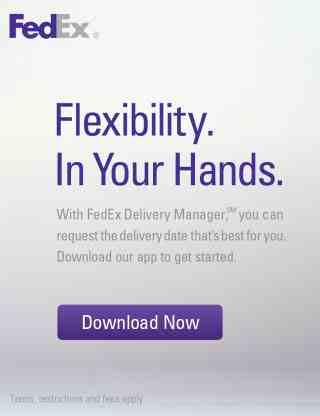 FedEx®
Flexibility.
In Your Hands.
With FedEx Delivery Manager,℠ you can
request the delivery date that's best for you.
Download our app to get started.
Download Now
Terms, restrictions and fees apply